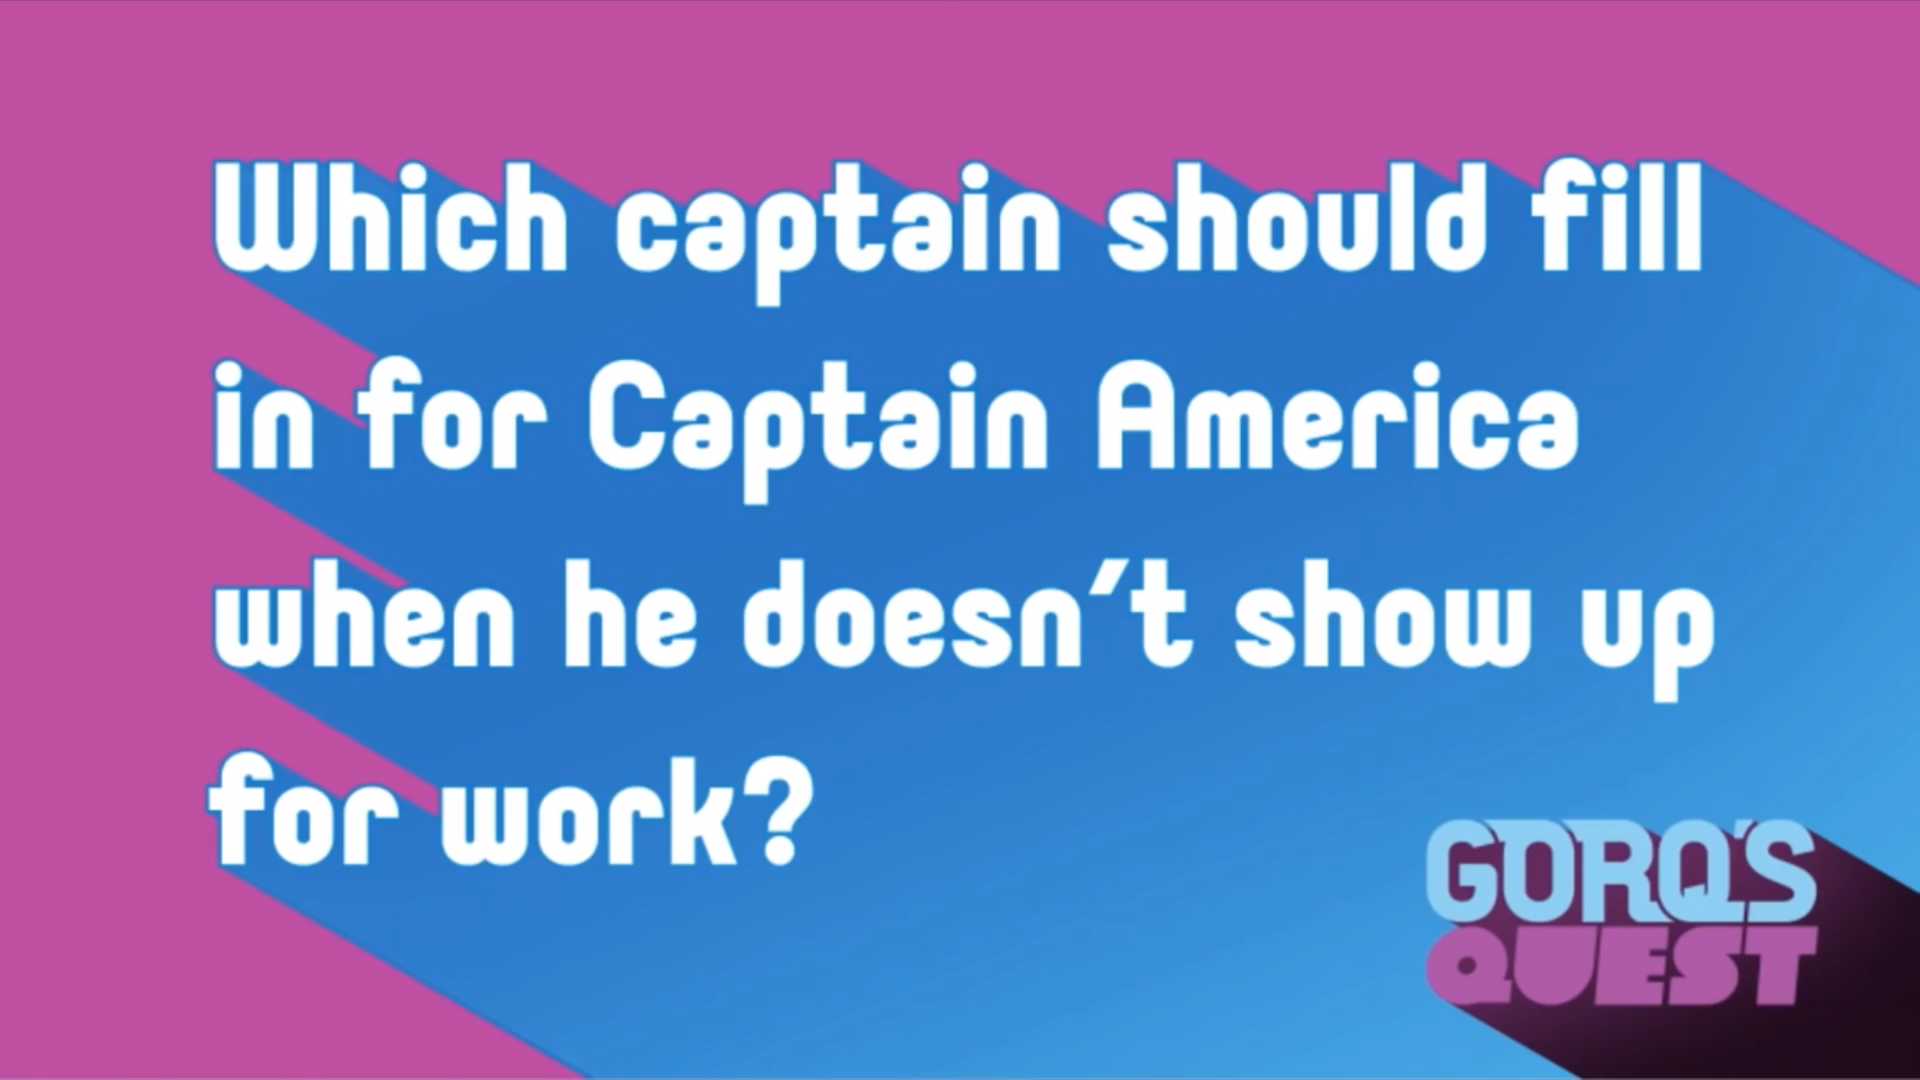 Which captain should fill
in for Captain America
when he doesn't show up
for work?
GORQ'S
QUEST